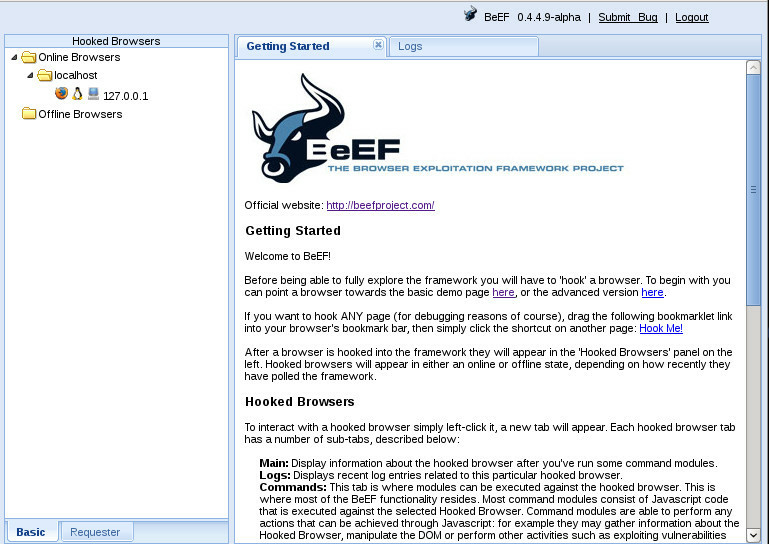 BeEF 0.4.4.9-alpha | Submit Bug | Logout
Hooked Browsers
Online Browsers
localhost
127.0.0.1
Offline Browsers
Basic
Requester
Getting Started
Logs
BeEF
THE BROWSER EXPLOITATION FRAMEWORK PROJECT
Official website: http://beefproject.com/
Getting Started
Welcome to BeEF!
Before being able to fully explore the framework you will have to 'hook' a browser. To begin with you
can point a browser towards the basic demo page here, or the advanced version here.
If you want to hook ANY page (for debugging reasons of course), drag the following bookmarklet link
into your browser's bookmark bar, then simply click the shortcut on another page: Hook Me!
After a browser is hooked into the framework they will appear in the 'Hooked Browsers' panel on the
left. Hooked browsers will appear in either an online or offline state, depending on how recently they
have polled the framework.
Hooked Browsers
To interact with a hooked browser simply left-click it, a new tab will appear. Each hooked browser tab
has a number of sub-tabs, described below:
Main: Display information about the hooked browser after you've run some command modules.
Logs: Displays recent log entries related to this particular hooked browser.
Commands: This tab is where modules can be executed against the hooked browser. This is
where most of the BeEF functionality resides. Most command modules consist of Javascript code
that is executed against the selected Hooked Browser. Command modules are able to perform any
actions that can be achieved through Javascript: for example they may gather information about the
Hooked Browser, manipulate the DOM or perform other activities such as exploiting vulnerabilities